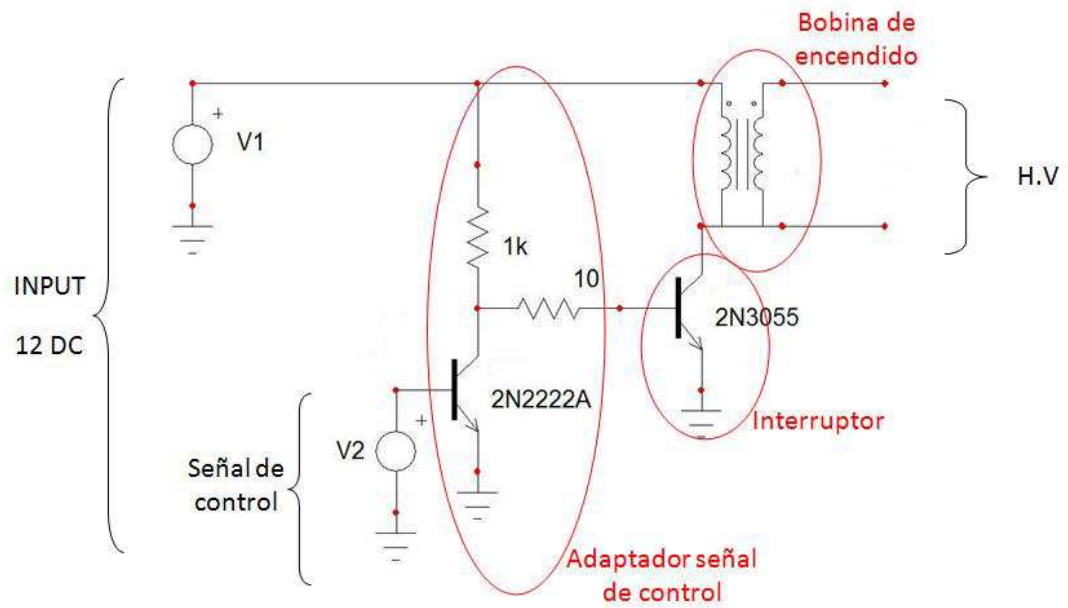 Bobina de
encendido
+
V1
H.V
1k
INPUT
10
2N3055
12 DC
2N2222A
+
Interruptor
V2
Señal de
control
Adaptador señal
de control